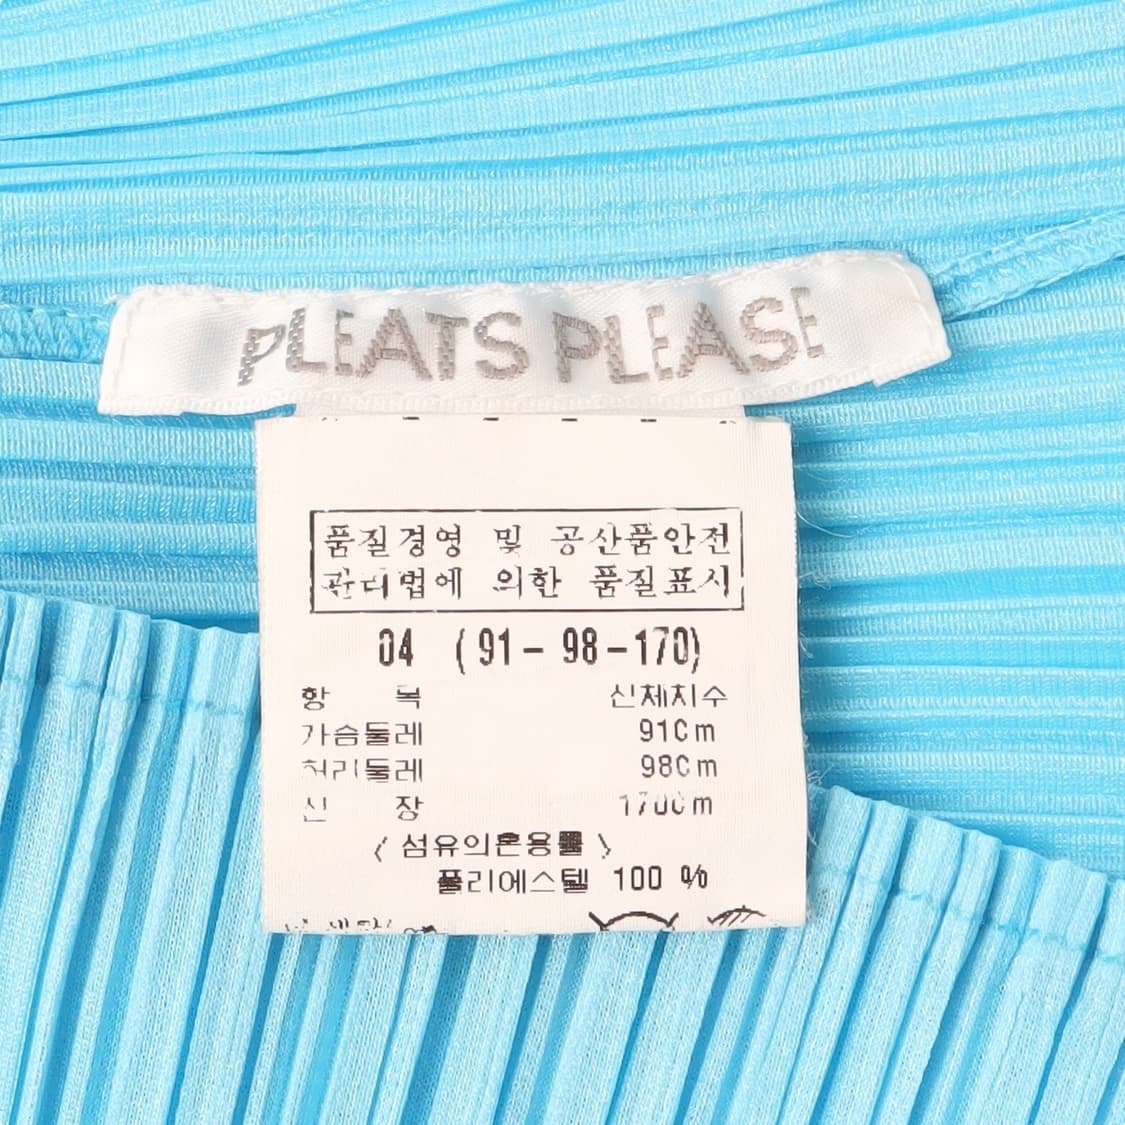 PLEATS PLEASE
품질경영 및 공산품안전
관리법에 의한 품질표시
04 (91-98-170)
항 목 신체치수
가슴둘레 91Cm
허리둘레 98Cm
신 장 170Cm
〈 섬유의혼용률 〉
폴리에스텔 100 %